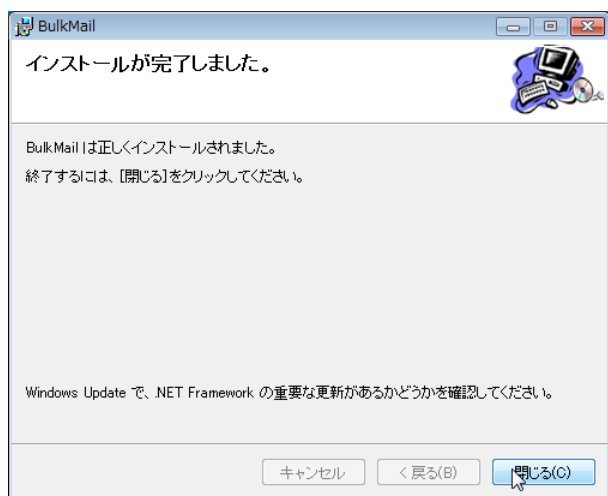 BulkMail
インストールが完了しました。
BulkMail は正しくインストールされました。
終了するには、[閉じる]をクリックしてください。
Windows Update で、.NET Framework の重要な更新があるかどうかを確認してください。
キャンセル
< 戻る(B)
閉じる(C)